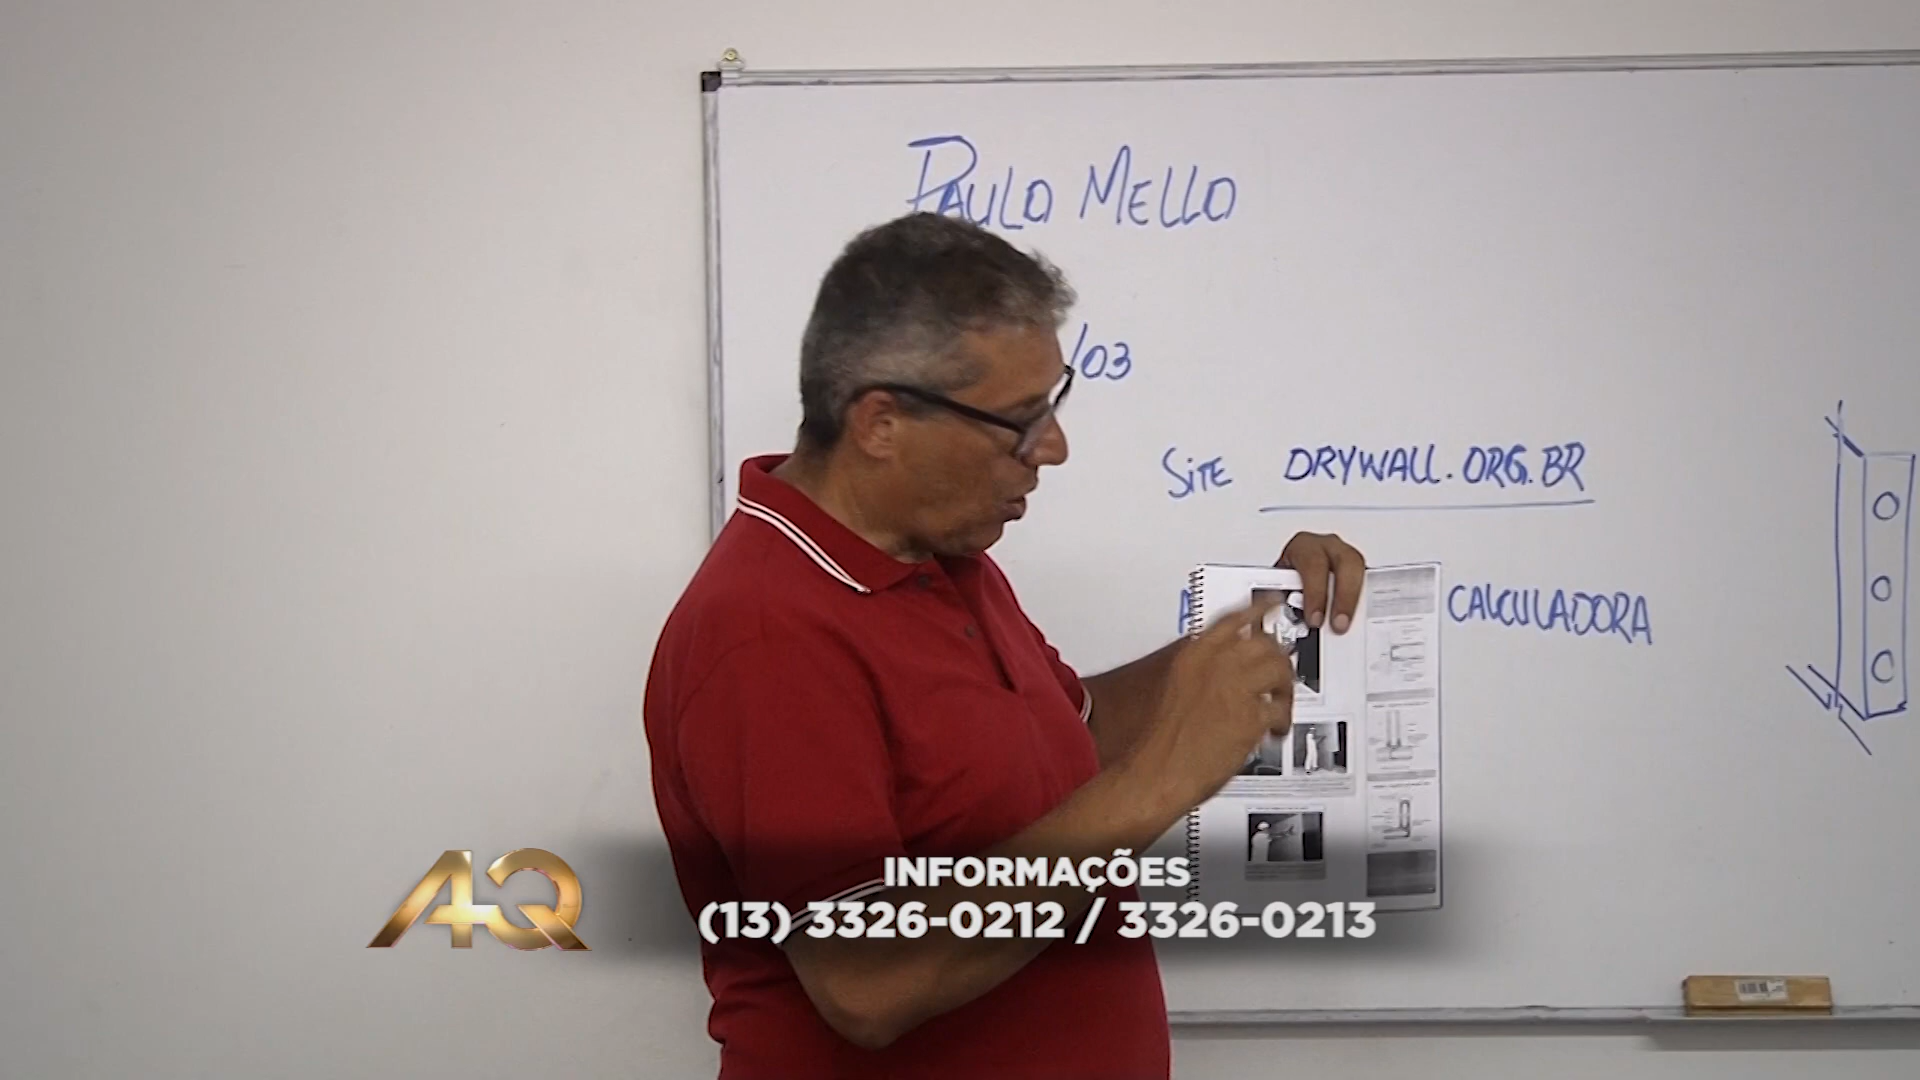 PAULO MELLO
/03
SiTE DRYWALL.ORG.BR
CALCULADORA
AQ
INFORMAÇÕES
(13) 3326-0212 / 3326-0213